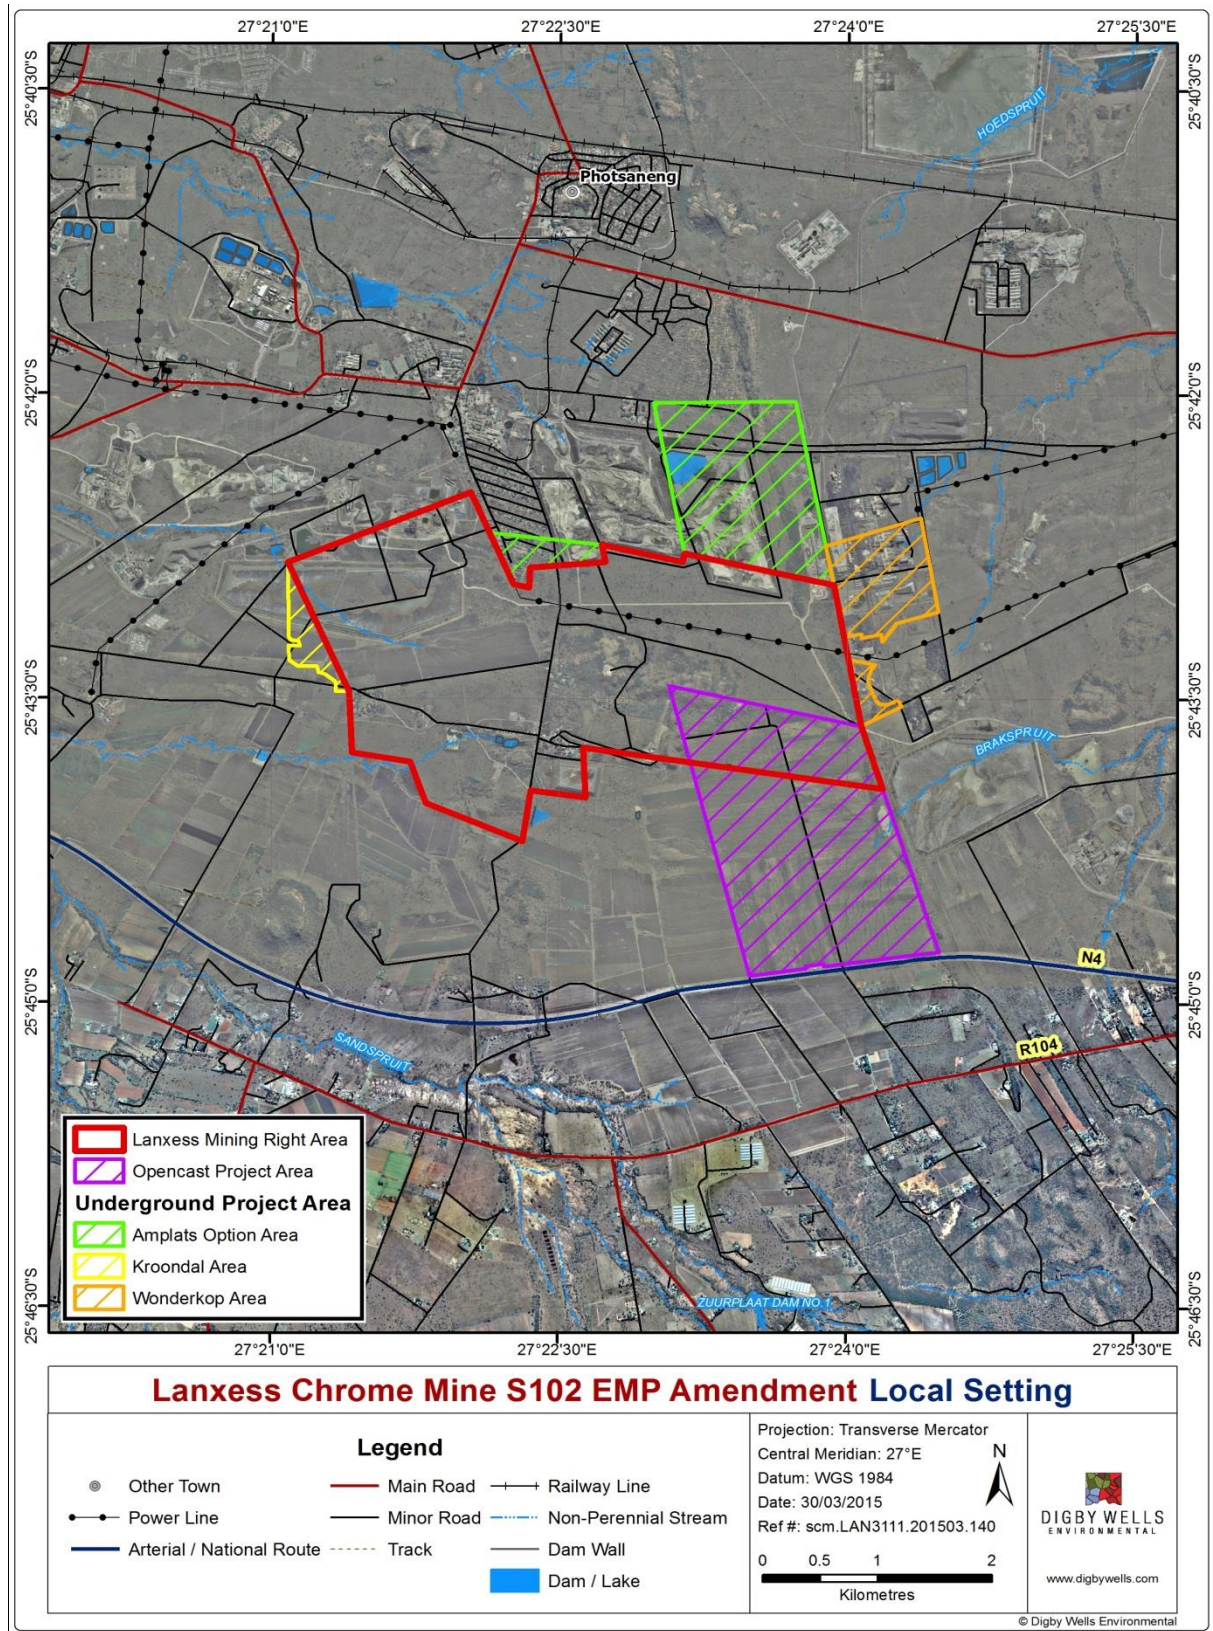 27°21'0"E 27°22'30"E 27°24'0"E 27°25'30"E
25°40'30"S 25°40'30"S
HOEDSPRUIT
Photsaneng
25°42'0"S 25°42'0"S
25°43'30"S 25°43'30"S
BRAKSPRUIT
N4
25°45'0"S 25°45'0"S
R104
SANDSPRUIT
Lanxess Mining Right Area
Opencast Project Area
Underground Project Area
Amplats Option Area
Kroondal Area
Wonderkop Area
ZUURPLAAT DAM NO.1
25°46'30"S 25°46'30"S
27°21'0"E 27°22'30"E 27°24'0"E 27°25'30"E
Lanxess Chrome Mine S102 EMP Amendment Local Setting
Legend
Other Town
Power Line
Arterial / National Route
Main Road
Minor Road
Track
Railway Line
Non-Perennial Stream
Dam Wall
Dam / Lake
Projection: Transverse Mercator
Central Meridian: 27°E
Datum: WGS 1984
Date: 30/03/2015
Ref #: scm.LAN3111.201503.140
N
0 0.5 1 2
Kilometres
DIGBY WELLS
ENVIRONMENTAL
www.digbywells.com
© Digby Wells Environmental